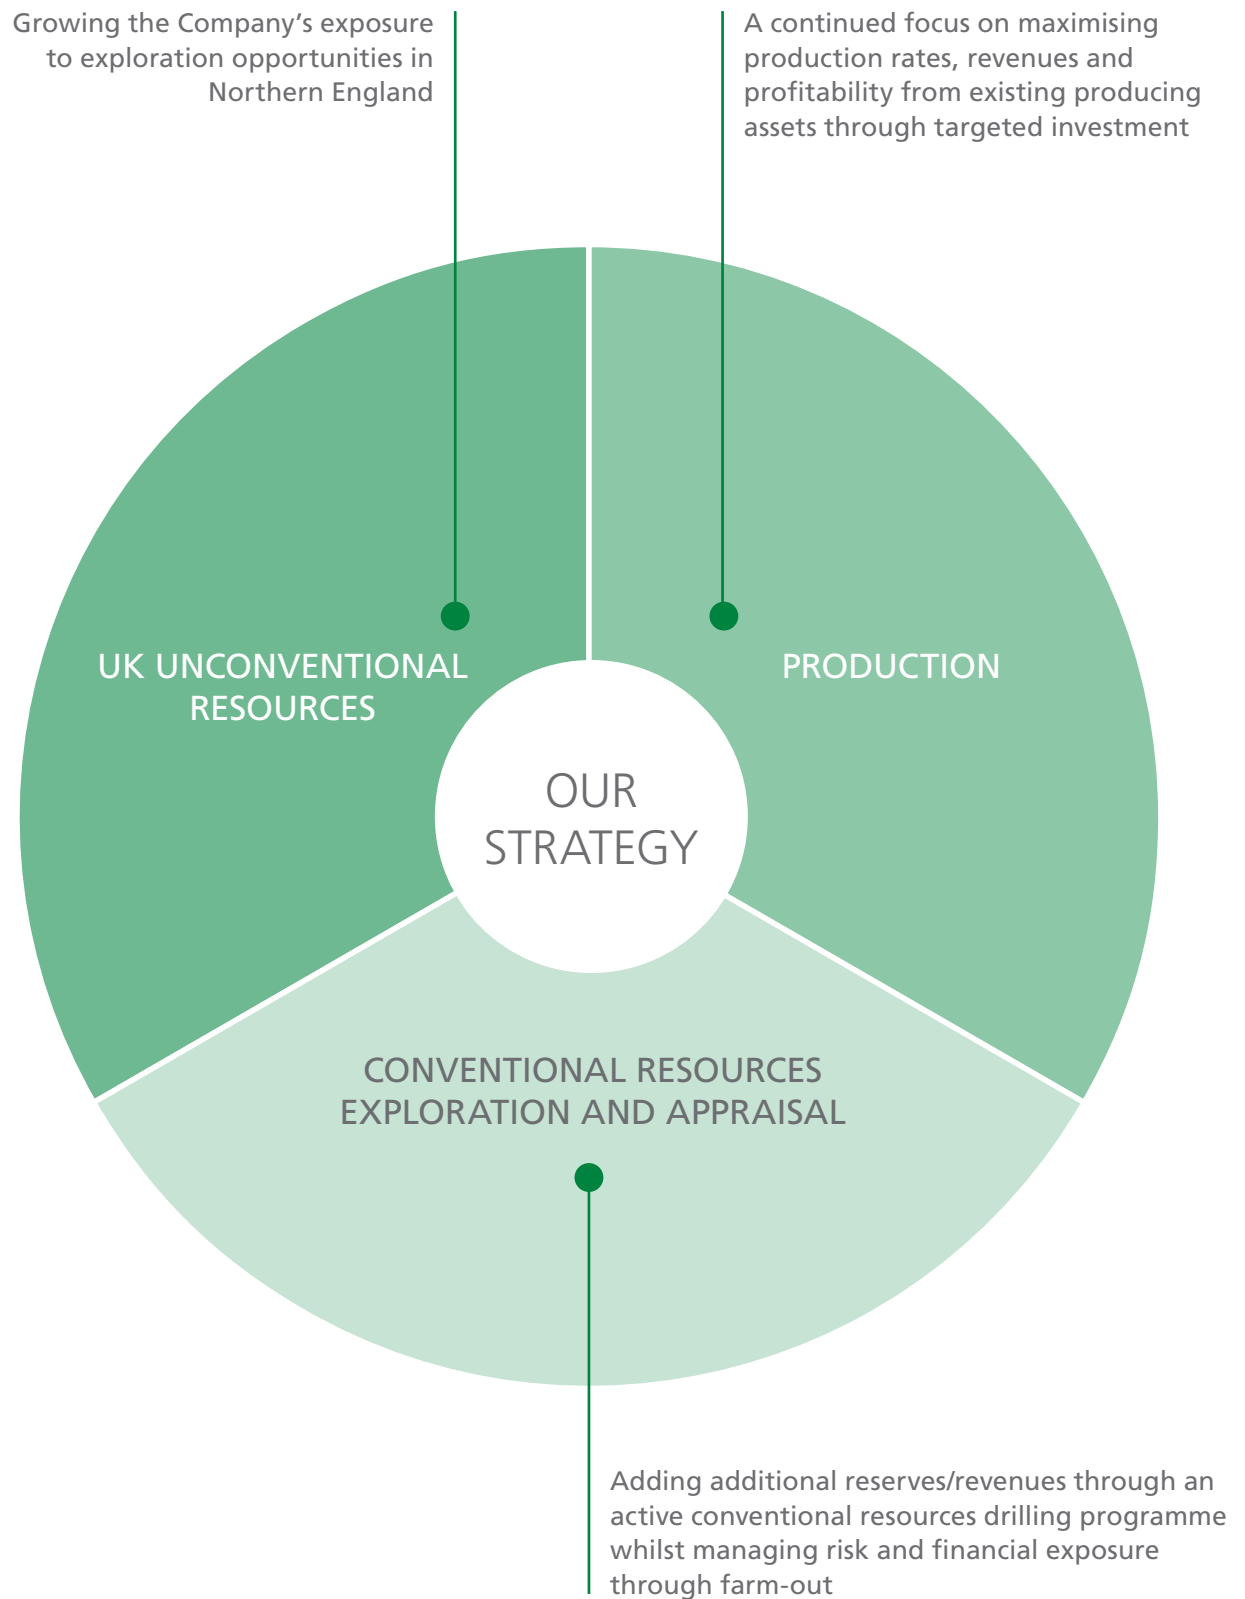 Growing the Company’s exposure
to exploration opportunities in
Northern England
A continued focus on maximising
production rates, revenues and
profitability from existing producing
assets through targeted investment
UK UNCONVENTIONAL
RESOURCES
PRODUCTION
OUR
STRATEGY
CONVENTIONAL RESOURCES
EXPLORATION AND APPRAISAL
Adding additional reserves/revenues through an
active conventional resources drilling programme
whilst managing risk and financial exposure
through farm-out